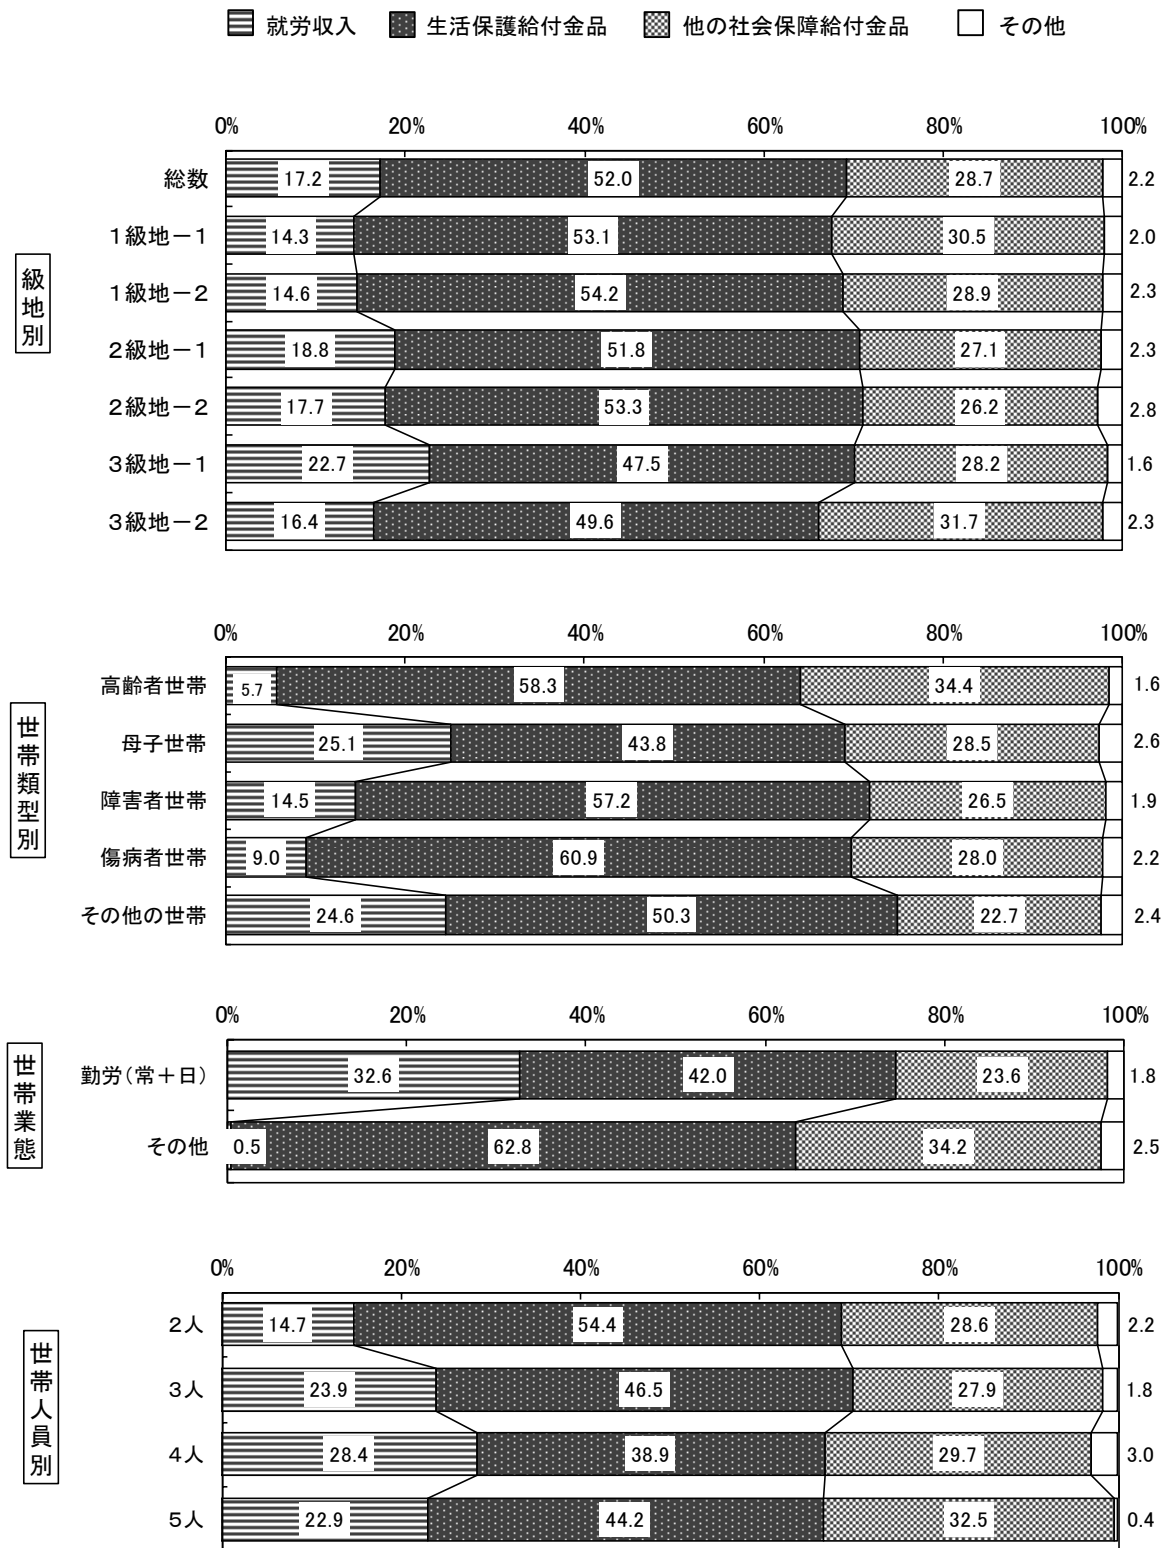 就労収入 生活保護給付金品 他の社会保障給付金品 その他
0% 20% 40% 60% 80% 100%
級地別
総数 17.2 52.0 28.7 2.2
1級地－1 14.3 53.1 30.5 2.0
1級地－2 14.6 54.2 28.9 2.3
2級地－1 18.8 51.8 27.1 2.3
2級地－2 17.7 53.3 26.2 2.8
3級地－1 22.7 47.5 28.2 1.6
3級地－2 16.4 49.6 31.7 2.3
0% 20% 40% 60% 80% 100%
世帯類型別
高齢者世帯 5.7 58.3 34.4 1.6
母子世帯 25.1 43.8 28.5 2.6
障害者世帯 14.5 57.2 26.5 1.9
傷病者世帯 9.0 60.9 28.0 2.2
その他の世帯 24.6 50.3 22.7 2.4
0% 20% 40% 60% 80% 100%
世帯業態
勤労（常＋日） 32.6 42.0 23.6 1.8
その他 0.5 62.8 34.2 2.5
0% 20% 40% 60% 80% 100%
世帯人員別
2人 14.7 54.4 28.6 2.2
3人 23.9 46.5 27.9 1.8
4人 28.4 38.9 29.7 3.0
5人 22.9 44.2 32.5 0.4